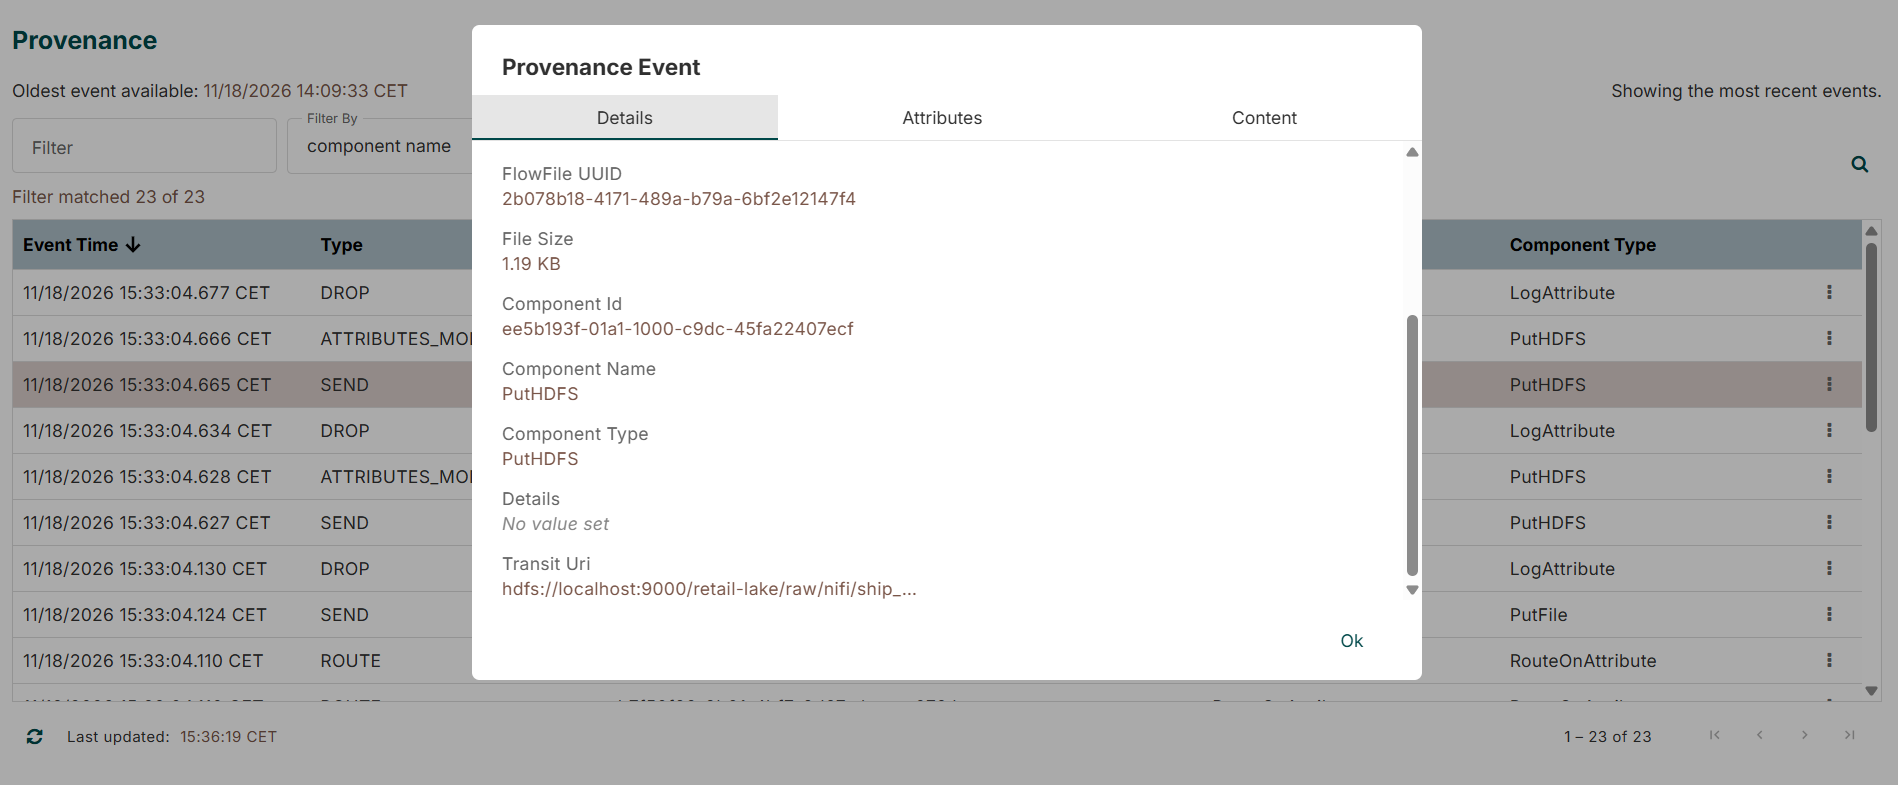 Provenance
Oldest event available: 11/18/2026 14:09:33 CET
Showing the most recent events.
Filter
Filter By
component name
Filter matched 23 of 23
Event Time
Type
Component Type
11/18/2026 15:33:04.677 CET DROP LogAttribute
11/18/2026 15:33:04.666 CET ATTRIBUTES_MO PutHDFS
11/18/2026 15:33:04.665 CET SEND PutHDFS
11/18/2026 15:33:04.634 CET DROP LogAttribute
11/18/2026 15:33:04.628 CET ATTRIBUTES_MO PutHDFS
11/18/2026 15:33:04.627 CET SEND PutHDFS
11/18/2026 15:33:04.130 CET DROP LogAttribute
11/18/2026 15:33:04.124 CET SEND PutFile
11/18/2026 15:33:04.110 CET ROUTE RouteOnAttribute
Last updated: 15:36:19 CET
1 – 23 of 23
Provenance Event
Details
Attributes
Content
FlowFile UUID
2b078b18-4171-489a-b79a-6bf2e12147f4
File Size
1.19 KB
Component Id
ee5b193f-01a1-1000-c9dc-45fa22407ecf
Component Name
PutHDFS
Component Type
PutHDFS
Details
No value set
Transit Uri
hdfs://localhost:9000/retail-lake/raw/nifi/ship_...
Ok